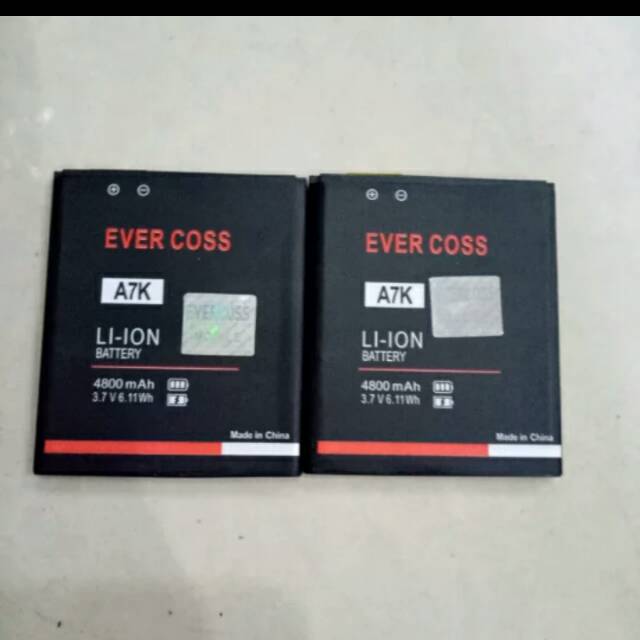 EVER COSS
A7K
EVERCOSS
LI-ION
BATTERY
4800 mAh
3.7 V 6.11Wh
Made in China
EVER COSS
A7K
LI-ION
BATTERY
4800 mAh
3.7 V 6.11Wh
Made in China